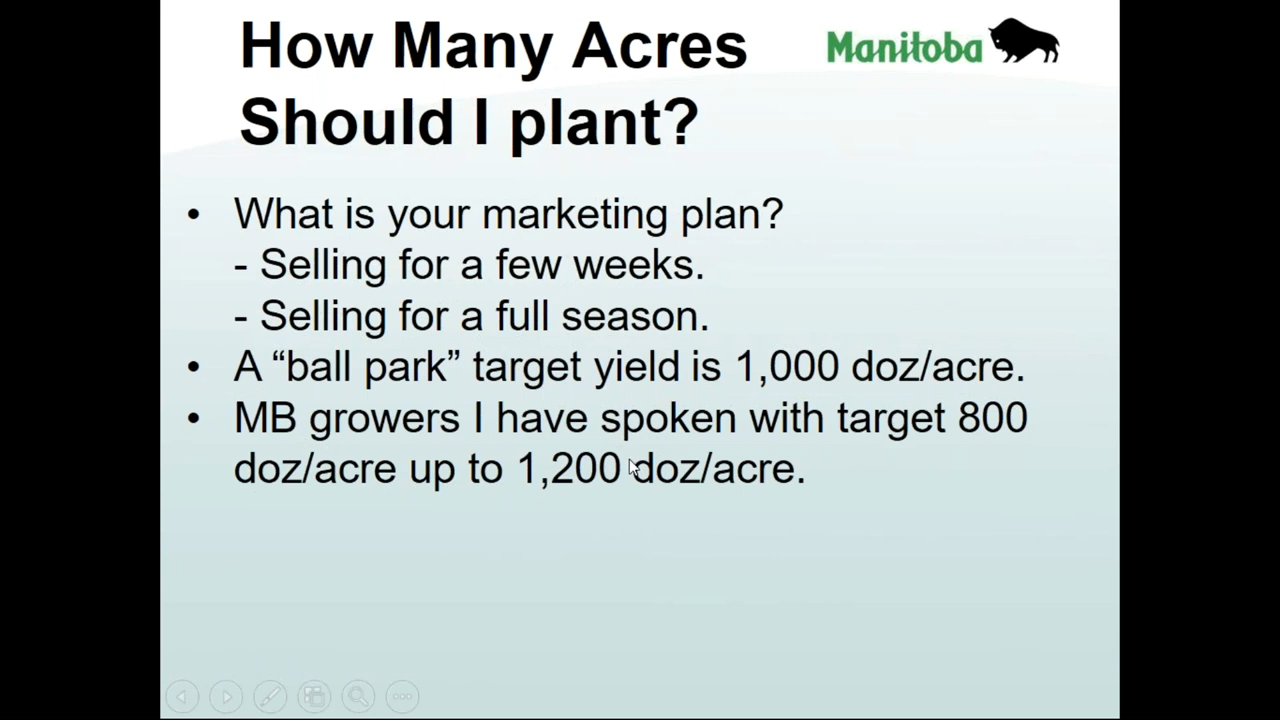 How Many Acres
Should I plant?
Manitoba
• What is your marketing plan?
- Selling for a few weeks.
- Selling for a full season.
• A “ball park” target yield is 1,000 doz/acre.
• MB growers I have spoken with target 800
doz/acre up to 1,200 doz/acre.